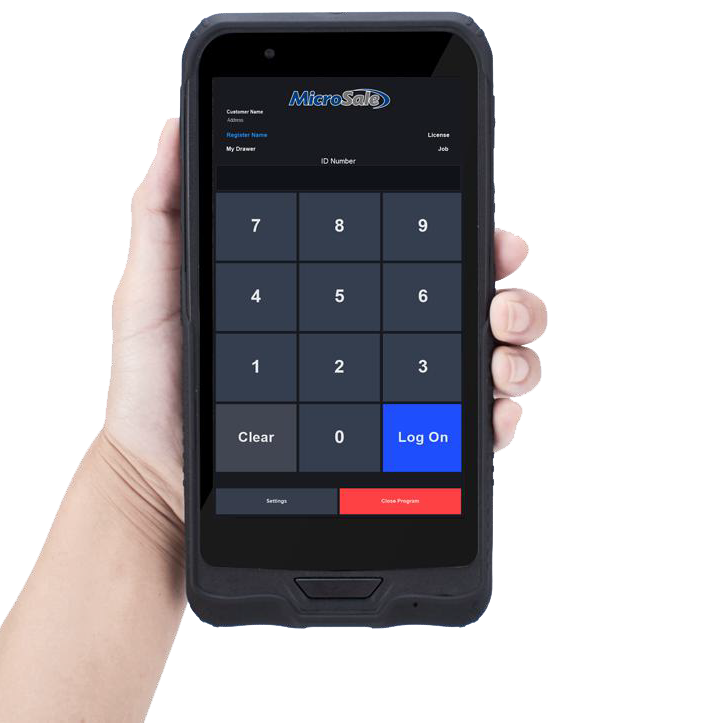 MicroSale
Customer Name
Address
Register Name License
My Drawer Job
ID Number
7 8 9
4 5 6
1 2 3
Clear 0 Log On
Settings Close Program